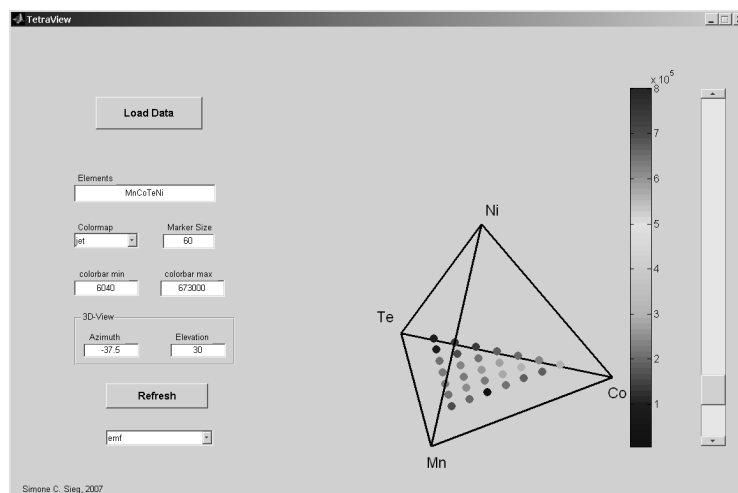 TetraView
Load Data
Elements
MnCoTeNi
Colormap
Marker Size
jet
60
colorbar min
colorbar max
6040
673000
3D-View
Azimuth
Elevation
-37.5
30
Refresh
emf
Simone C. Sieg, 2007
Ni
Te
Co
Mn
x 10^5
8
7
6
5
4
3
2
1